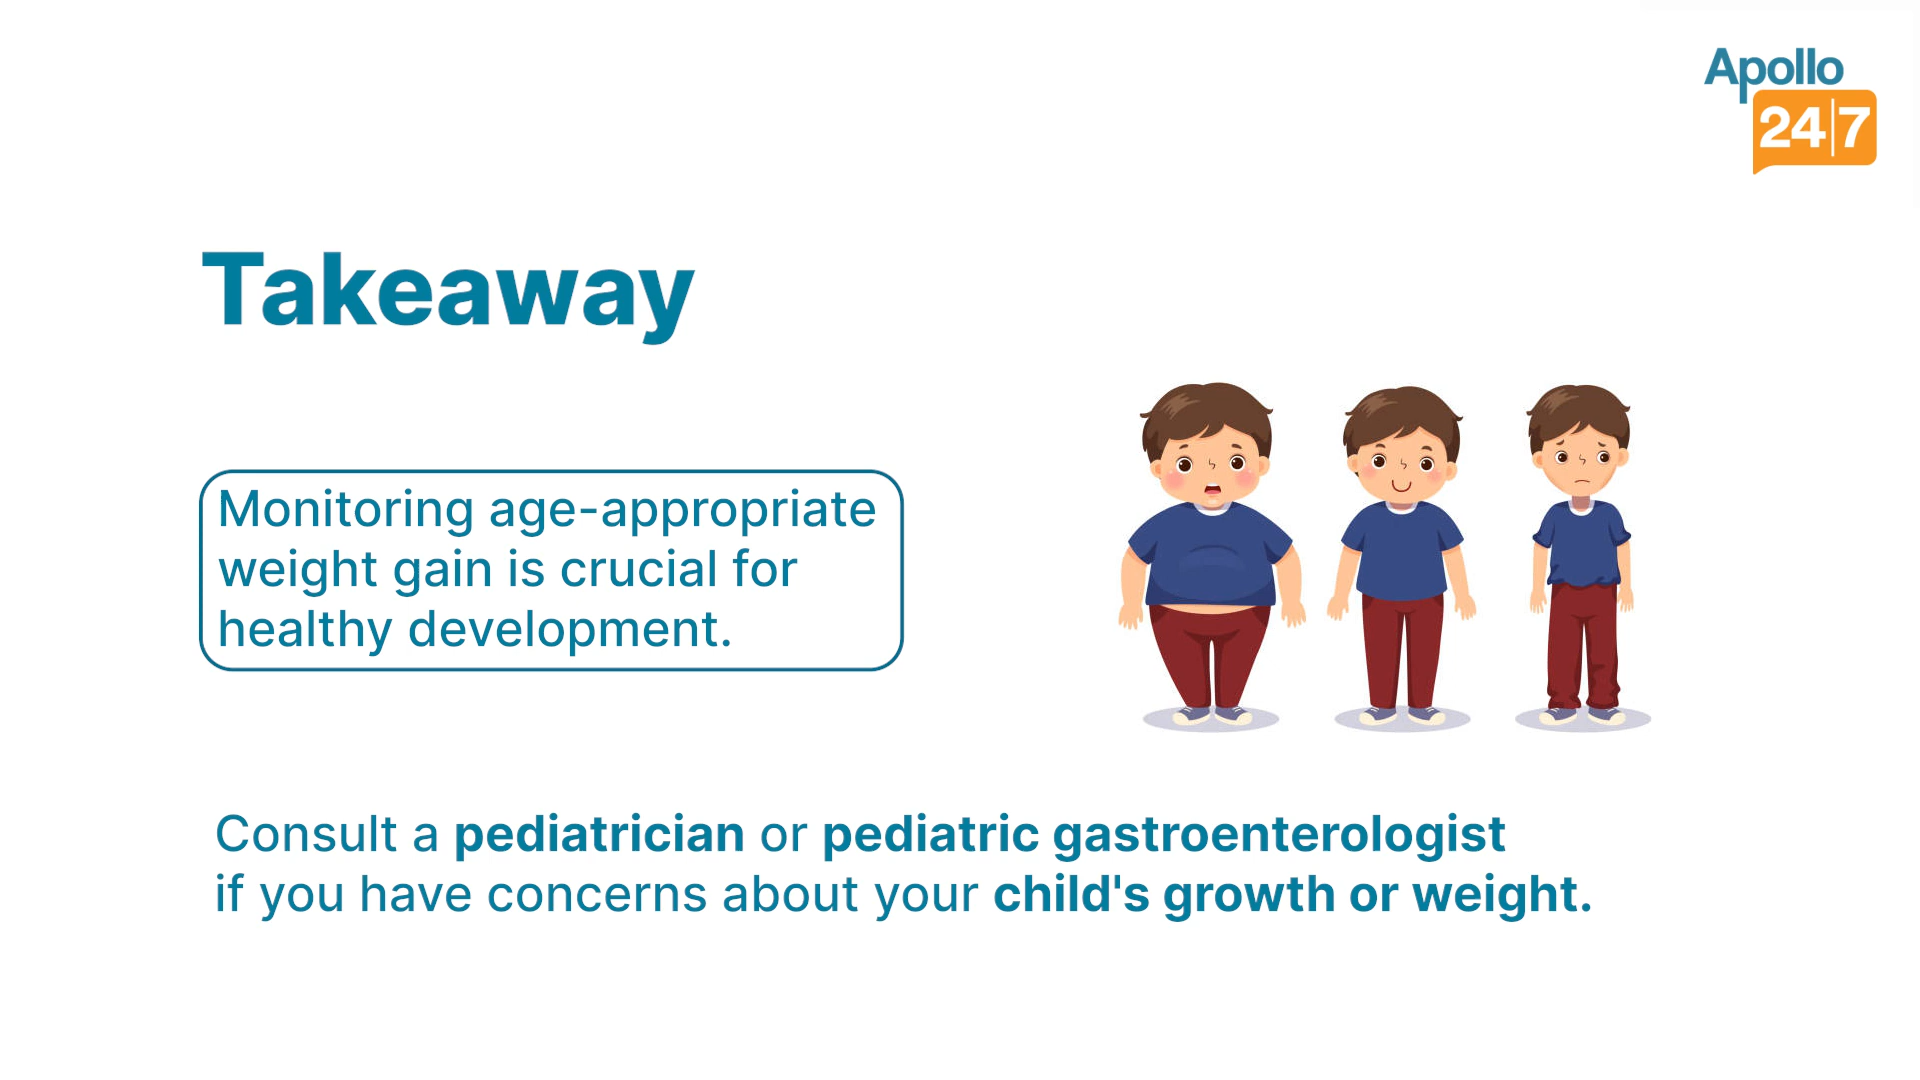 Apollo
24|7
Takeaway
Monitoring age-appropriate
weight gain is crucial for
healthy development.
Consult a pediatrician or pediatric gastroenterologist
if you have concerns about your child's growth or weight.